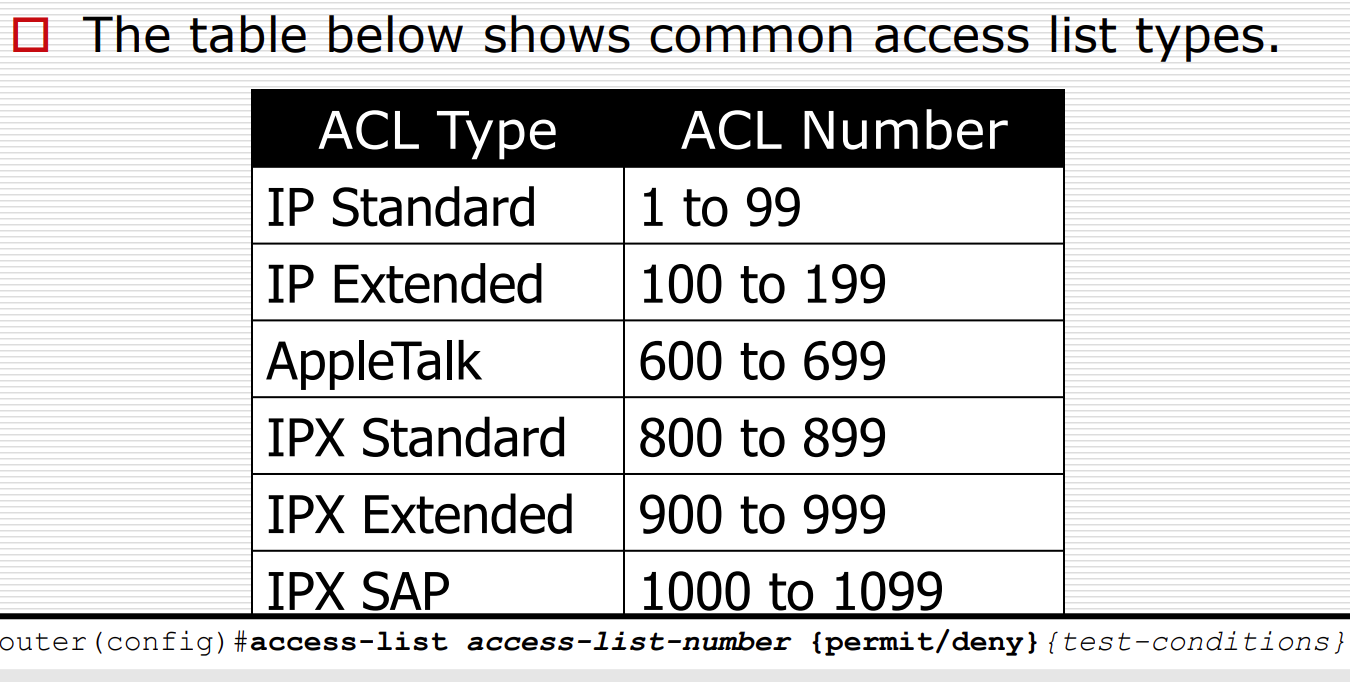 The table below shows common access list types.
ACL Type ACL Number
IP Standard 1 to 99
IP Extended 100 to 199
AppleTalk 600 to 699
IPX Standard 800 to 899
IPX Extended 900 to 999
IPX SAP 1000 to 1099
outer(config)#access-list access-list-number {permit/deny}{test-conditions}